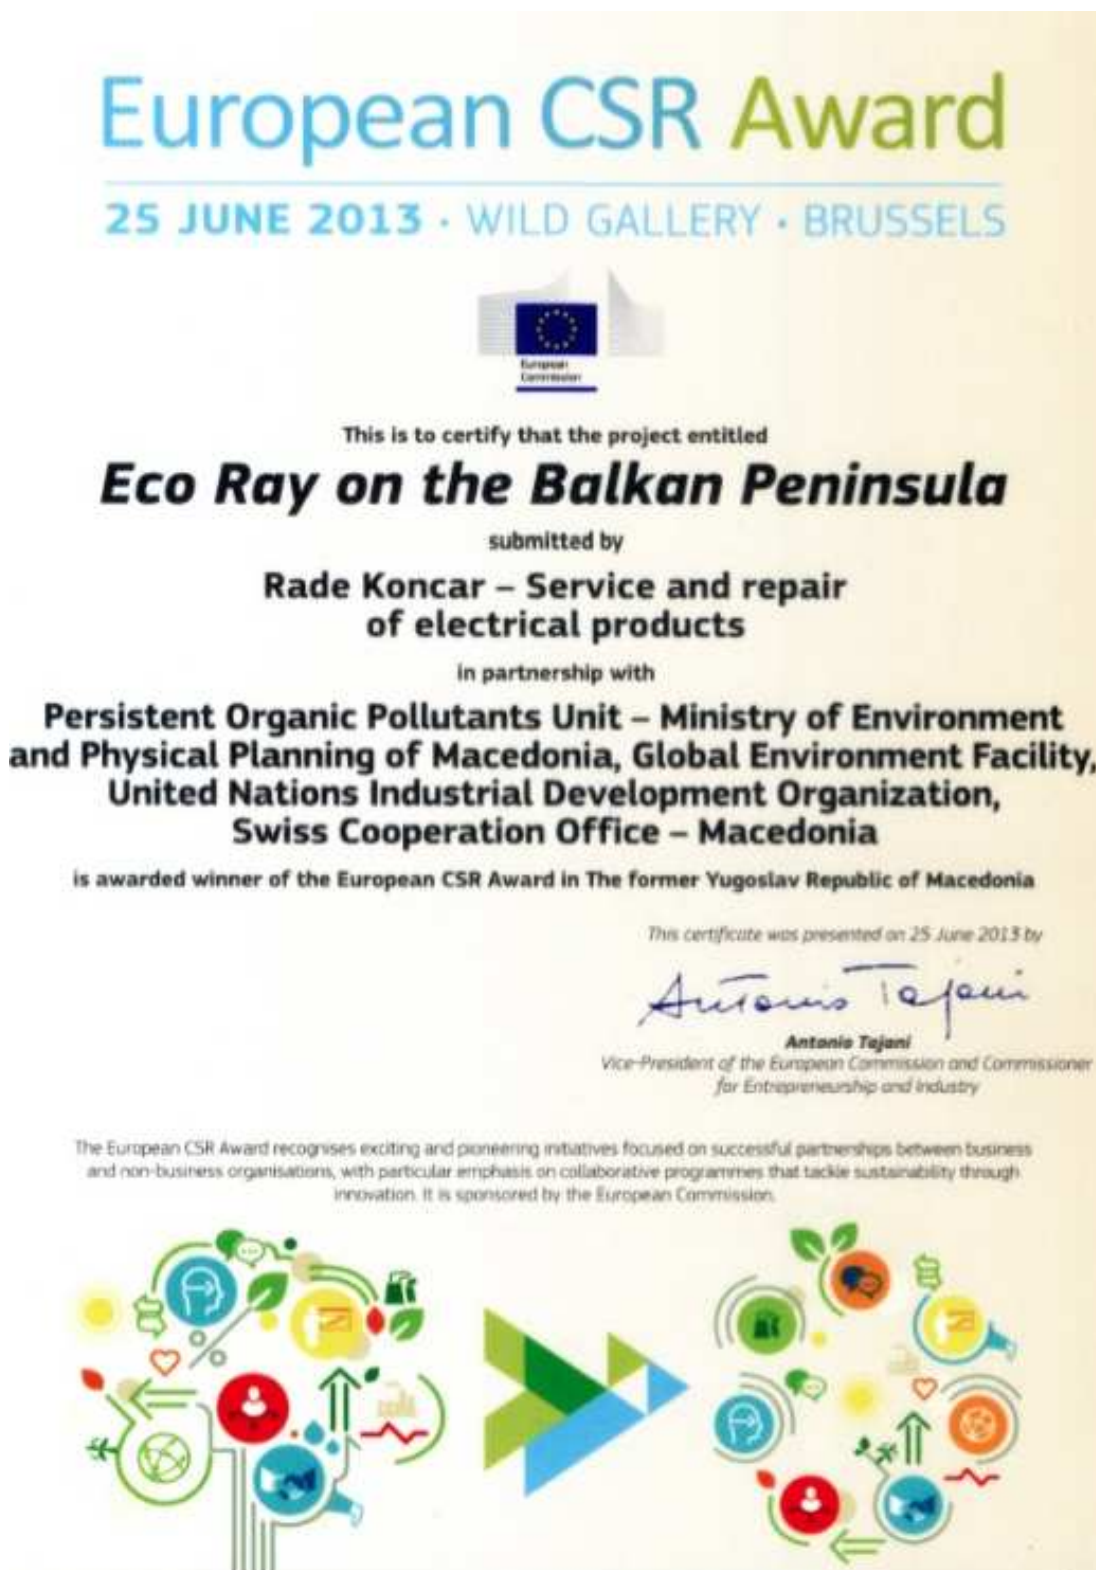 European CSR Award
25 JUNE 2013 · WILD GALLERY · BRUSSELS
European
Commission
This is to certify that the project entitled
Eco Ray on the Balkan Peninsula
submitted by
Rade Koncar – Service and repair
of electrical products
in partnership with
Persistent Organic Pollutants Unit – Ministry of Environment
and Physical Planning of Macedonia, Global Environment Facility,
United Nations Industrial Development Organization,
Swiss Cooperation Office – Macedonia
is awarded winner of the European CSR Award in The former Yugoslav Republic of Macedonia
This certificate was presented on 25 June 2013 by
Antonio Tajani
Antonio Tajani
Vice-President of the European Commission and Commissioner
for Entrepreneurship and Industry
The European CSR Award recognises exciting and pioneering initiatives focused on successful partnerships between business
and non-business organisations, with particular emphasis on collaborative programmes that tackle sustainability through
innovation. It is sponsored by the European Commission.